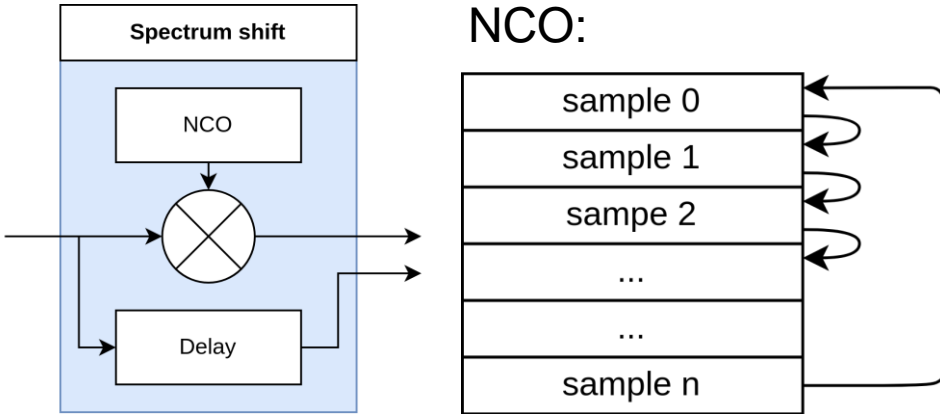 Spectrum shift
NCO
Delay
NCO:
sample 0
sample 1
sampe 2
...
...
sample n